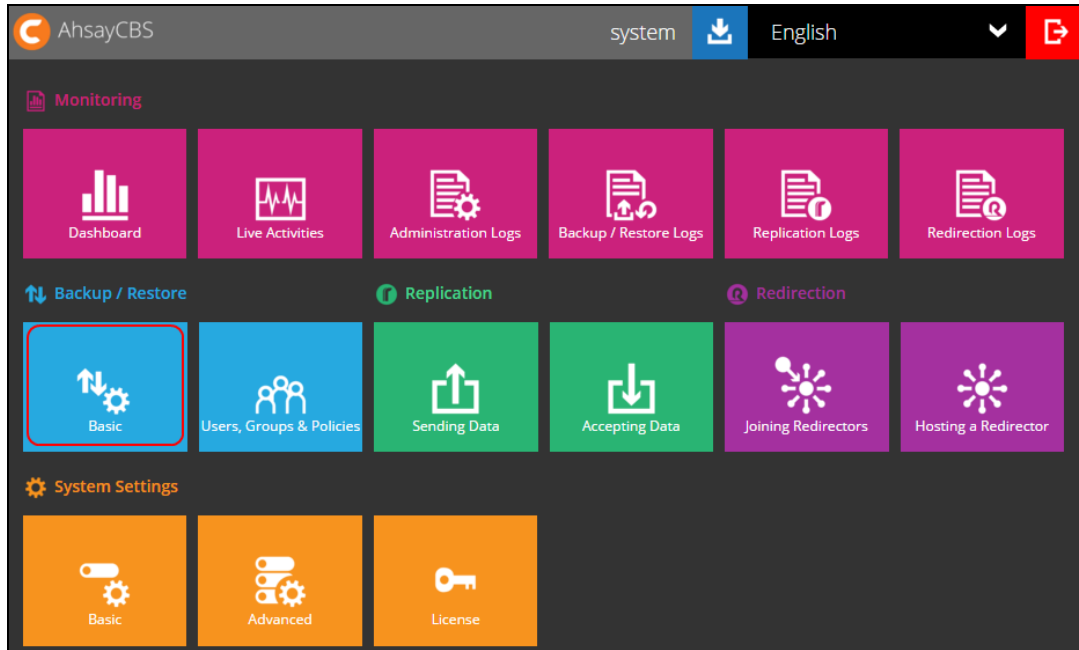 AhsayCBS system English
Monitoring
Dashboard Live Activities Administration Logs Backup / Restore Logs Replication Logs Redirection Logs
Backup / Restore Replication Redirection
Basic Users, Groups & Policies Sending Data Accepting Data Joining Redirectors Hosting a Redirector
System Settings
Basic Advanced License